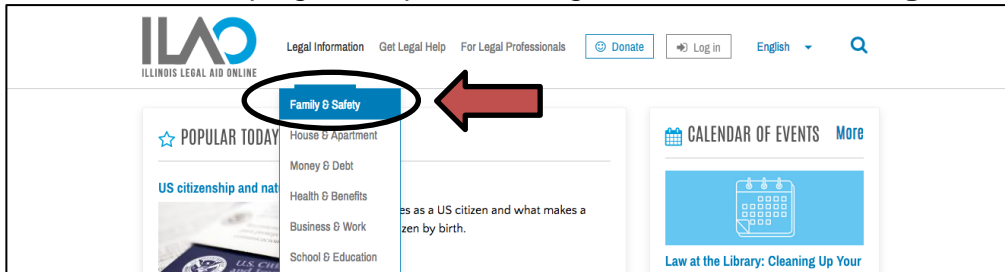 ILAO
ILLINOIS LEGAL AID ONLINE
Legal Information Get Legal Help For Legal Professionals Donate Log in English
Family & Safety
House & Apartment
Money & Debt
Health & Benefits
Business & Work
School & Education
POPULAR TODAY
US citizenship and nat
es as a US citizen and what makes a
zen by birth.
CALENDAR OF EVENTS More
Law at the Library: Cleaning Up Your